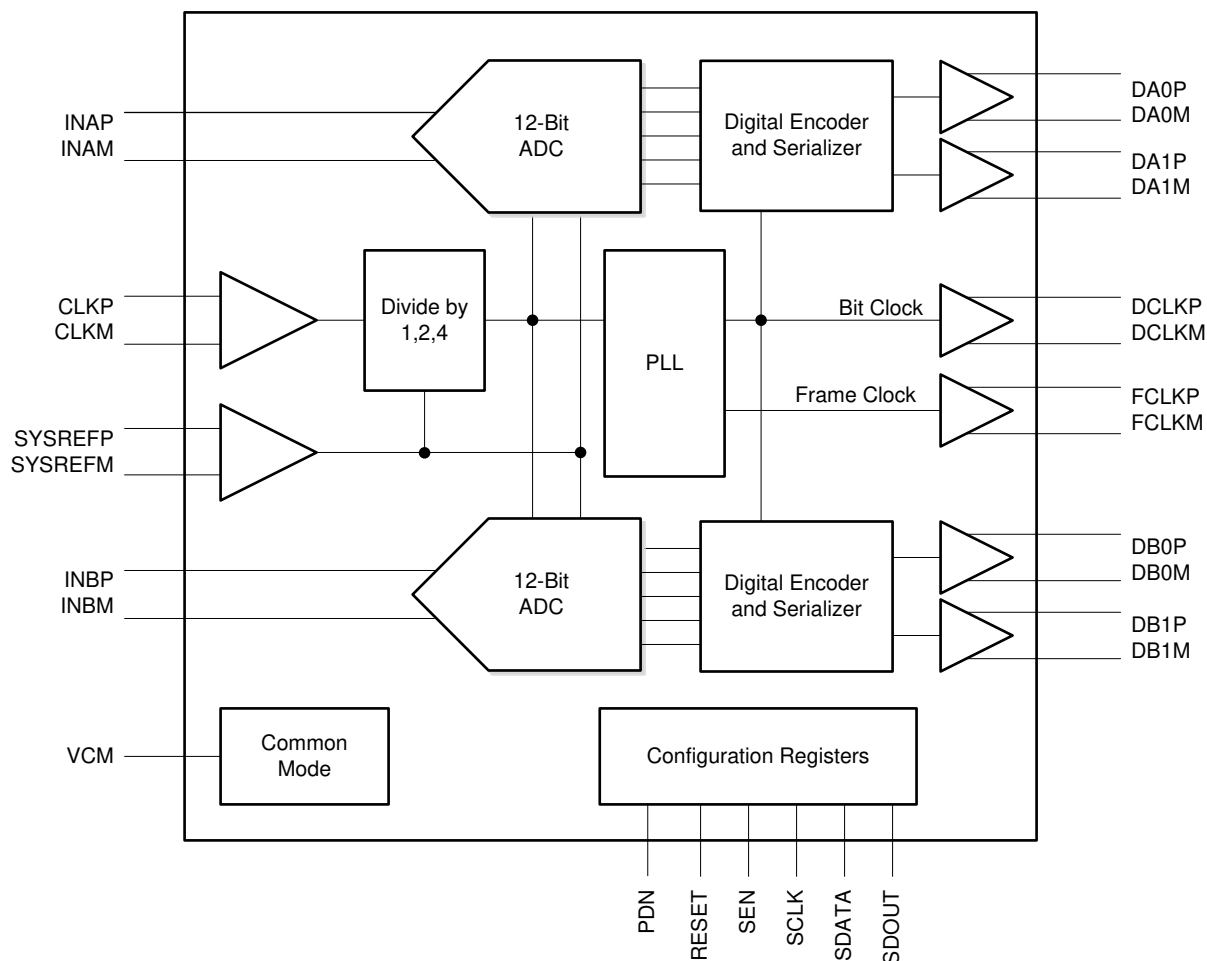 INAP
INAM
12-Bit
ADC
Digital Encoder
and Serializer
DA0P
DA0M
DA1P
DA1M
CLKP
CLKM
Divide by
1,2,4
PLL
Bit Clock
DCLKP
DCLKM
Frame Clock
FCLKP
FCLKM
SYSREFP
SYSREFM
INBP
INBM
12-Bit
ADC
Digital Encoder
and Serializer
DB0P
DB0M
DB1P
DB1M
VCM
Common
Mode
Configuration Registers
PDN
RESET
SEN
SCLK
SDATA
SDOUT